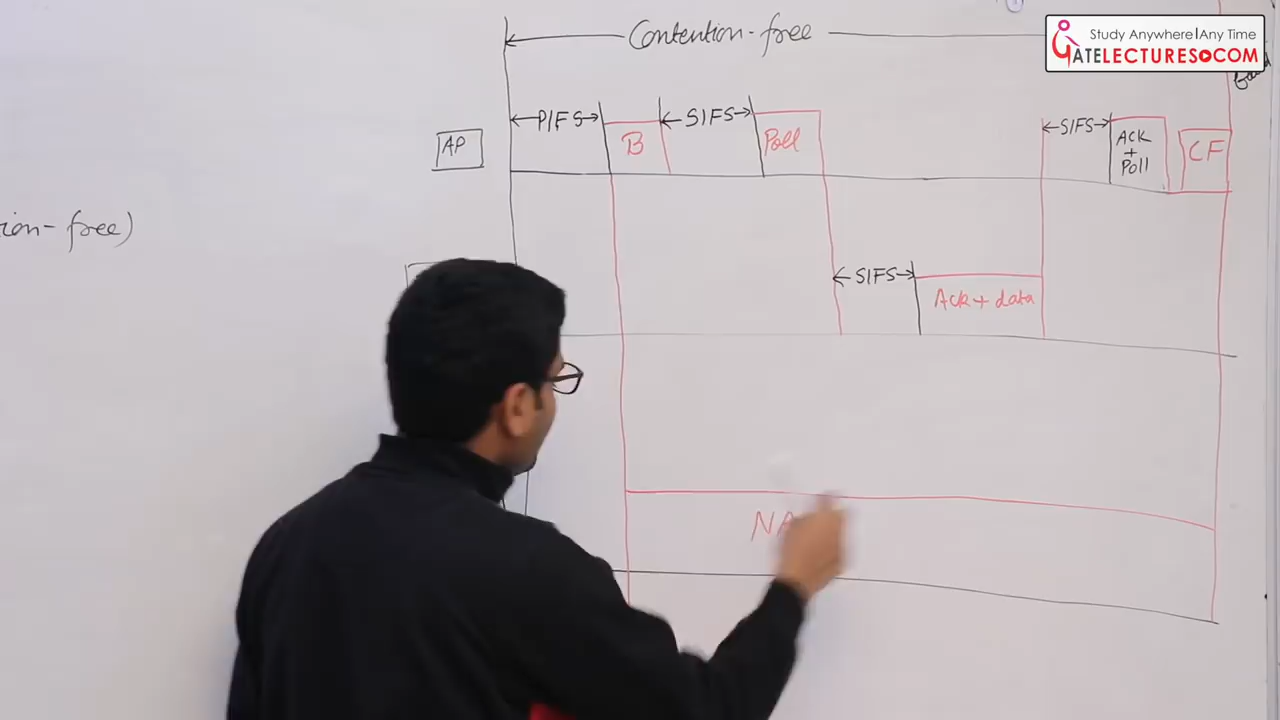 Contention-free
Study Anywhere|Any Time
GATELECTURES.COM
PIFS
SIFS
SIFS
AP
B
Poll
ACK
+
Poll
CF
tion-free)
SIFS
Ack + data
NA